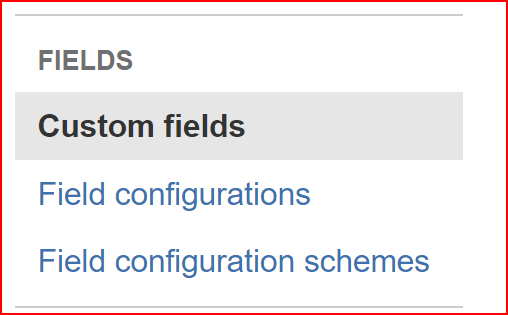 FIELDS
Custom fields
Field configurations
Field configuration schemes